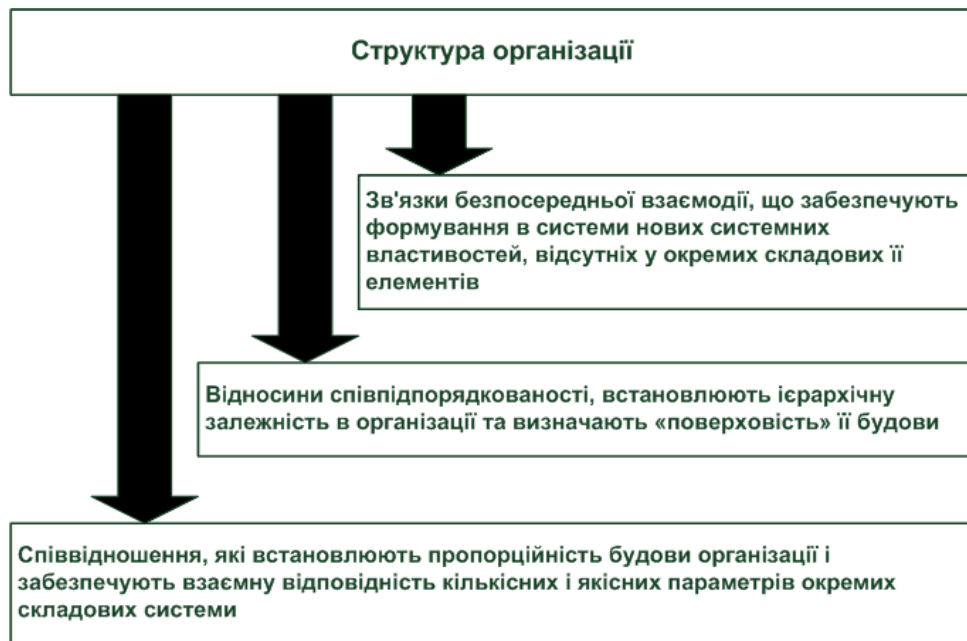 Структура організації
Зв'язки безпосередньої взаємодії, що забезпечують
формування в системи нових системних
властивостей, відсутніх у окремих складових її
елементів
Відносини співпідпорядкованості, встановлюють ієрархічну
залежність в організації та визначають «поверховість» її будови
Співвідношення, які встановлюють пропорційність будови організації і
забезпечують взаємну відповідність кількісних і якісних параметрів окремих
складових системи